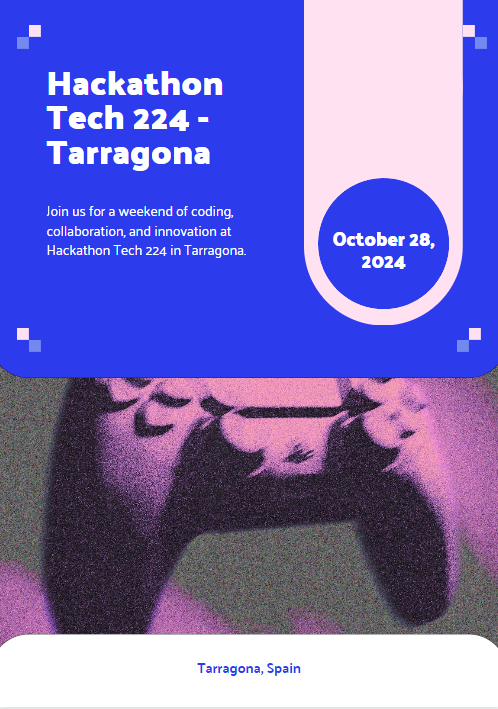 Hackathon
Tech 224 -
Tarragona
Join us for a weekend of coding,
collaboration, and innovation at
Hackathon Tech 224 in Tarragona.
October 28,
2024
Tarragona, Spain